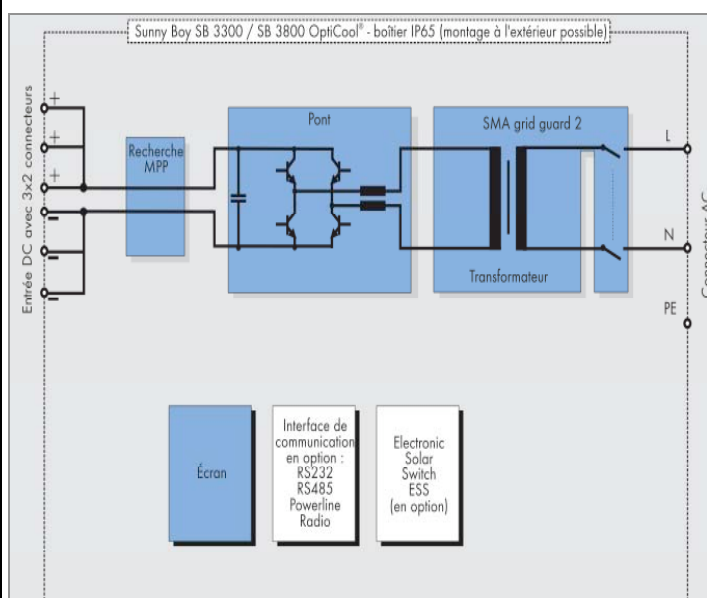 Sunny Boy SB 3300 / SB 3800 OptiCool® - boîtier IP65 (montage à l'extérieur possible)
Entrée DC avec 3x2 connecteurs
+
+
+
-
-
-
Recherche
MPP
Pont
SMA grid guard 2
Transformateur
L
N
PE
Connecteur AC
Écran
Interface de
communication
en option :
RS232
RS485
Powerline
Radio
Electronic
Solar
Switch
ESS
(en option)